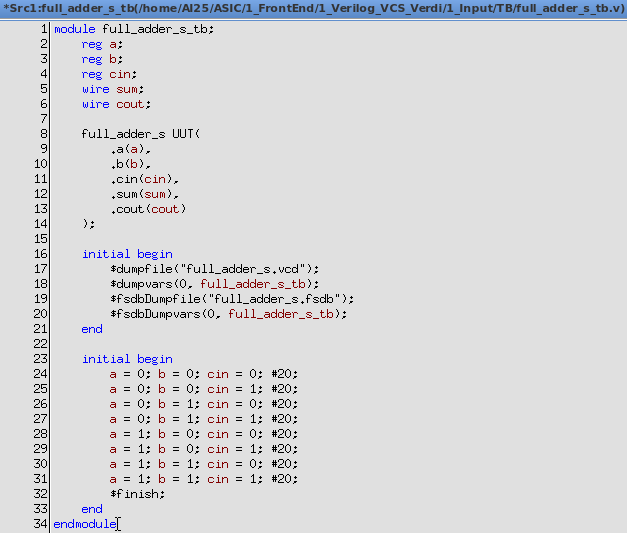 *Src1:full_adder_s_tb(/home/AI25/ASIC/1_FrontEnd/1_Verilog_VCS_Verdi/1_Input/TB/full_adder_s_tb.v)
1 module full_adder_s_tb;
2     reg a;
3     reg b;
4     reg cin;
5     wire sum;
6     wire cout;
7
8     full_adder_s UUT(
9         .a(a),
10         .b(b),
11         .cin(cin),
12         .sum(sum),
13         .cout(cout)
14     );
15
16     initial begin
17         $dumpfile("full_adder_s.vcd");
18         $dumpvars(0, full_adder_s_tb);
19         $fsdbDumpfile("full_adder_s.fsdb");
20         $fsdbDumpvars(0, full_adder_s_tb);
21     end
22
23     initial begin
24         a = 0; b = 0; cin = 0; #20;
25         a = 0; b = 0; cin = 1; #20;
26         a = 0; b = 1; cin = 0; #20;
27         a = 0; b = 1; cin = 1; #20;
28         a = 1; b = 0; cin = 0; #20;
29         a = 1; b = 0; cin = 1; #20;
30         a = 1; b = 1; cin = 0; #20;
31         a = 1; b = 1; cin = 1; #20;
32         $finish;
33     end
34 endmodule